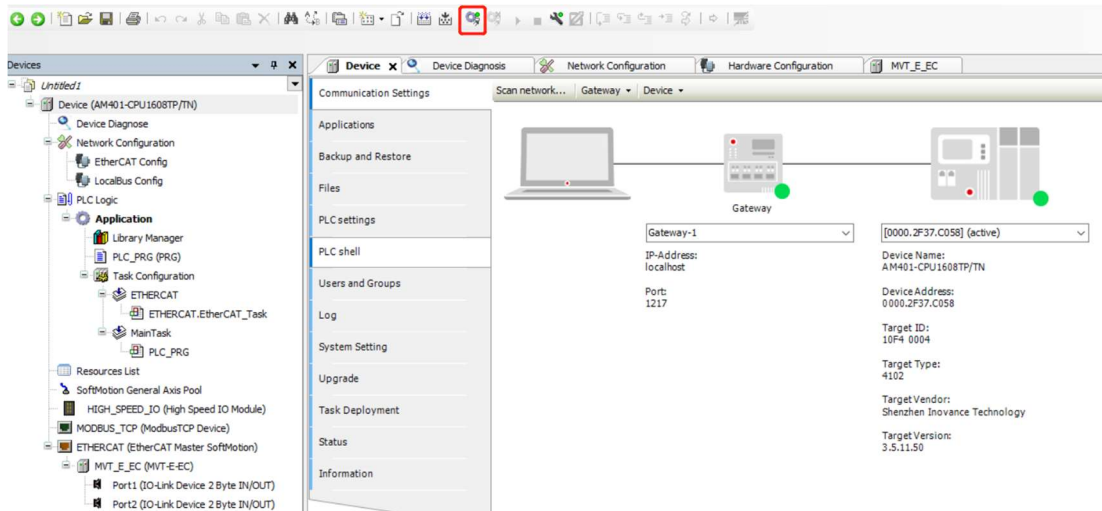 Devices
Untitled1
Device (AM401-CPU1608TP/TN)
Device Diagnose
Network Configuration
EtherCAT Config
LocalBus Config
PLC Logic
Application
Library Manager
PLC_PRG (PRG)
Task Configuration
ETHERCAT
ETHERCAT.EtherCAT_Task
MainTask
PLC_PRG
Resources List
SoftMotion General Axis Pool
HIGH_SPEED_IO (High Speed IO Module)
MODBUS_TCP (ModbusTCP Device)
ETHERCAT (EtherCAT Master SoftMotion)
MVT_E_EC (MVT-E-EC)
Port1 (IO-Link Device 2 Byte IN/OUT)
Port2 (IO-Link Device 2 Byte IN/OUT)
Device
Device Diagnosis
Network Configuration
Hardware Configuration
MVT_E_EC
Communication Settings
Applications
Backup and Restore
Files
PLC settings
PLC shell
Users and Groups
Log
System Setting
Upgrade
Task Deployment
Status
Information
Scan network...
Gateway
Device
Gateway
Gateway-1
IP-Address:
localhost
Port:
1217
[0000.2F37.C058] (active)
Device Name:
AM401-CPU1608TP/TN
Device Address:
0000.2F37.C058
Target ID:
10F4 0004
Target Type:
4102
Target Vendor:
Shenzhen Inovance Technology
Target Version:
3.5.11.50